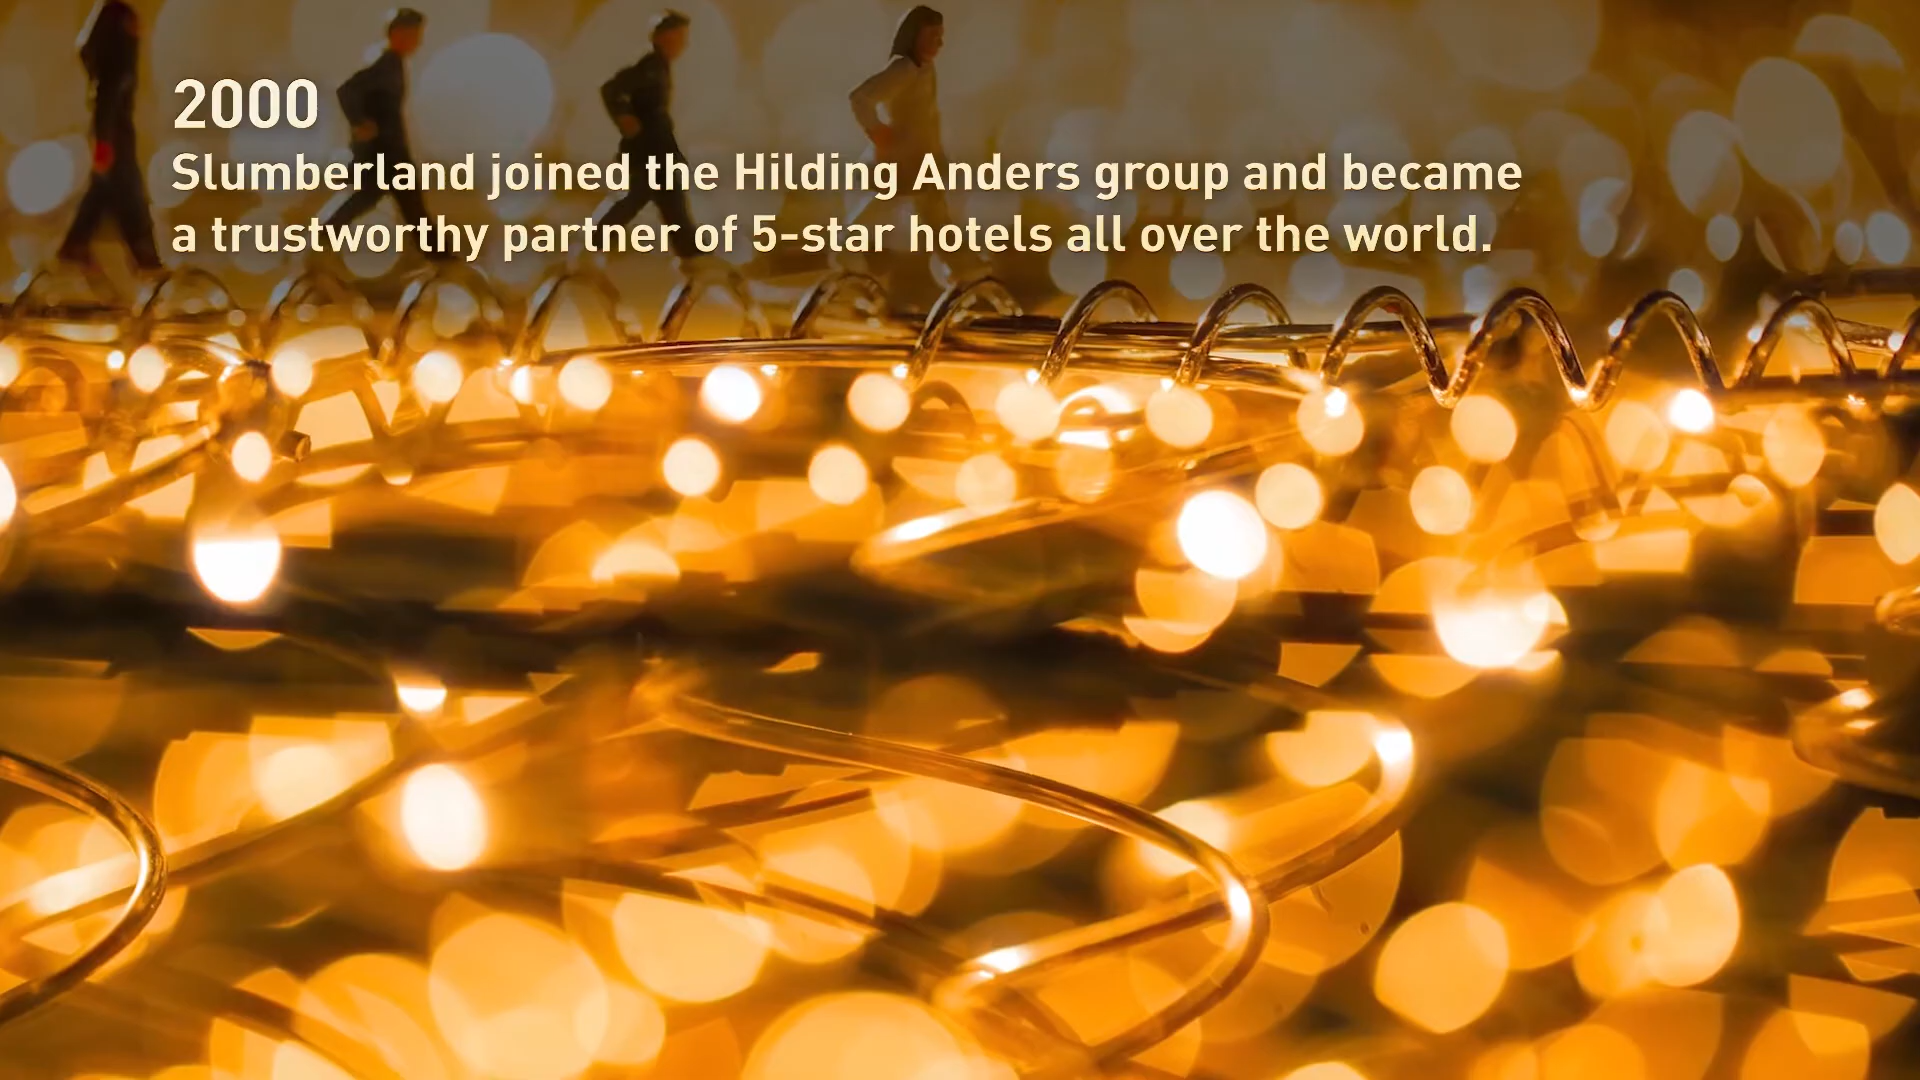 2000
Slumberland joined the Hilding Anders group and became
a trustworthy partner of 5-star hotels all over the world.